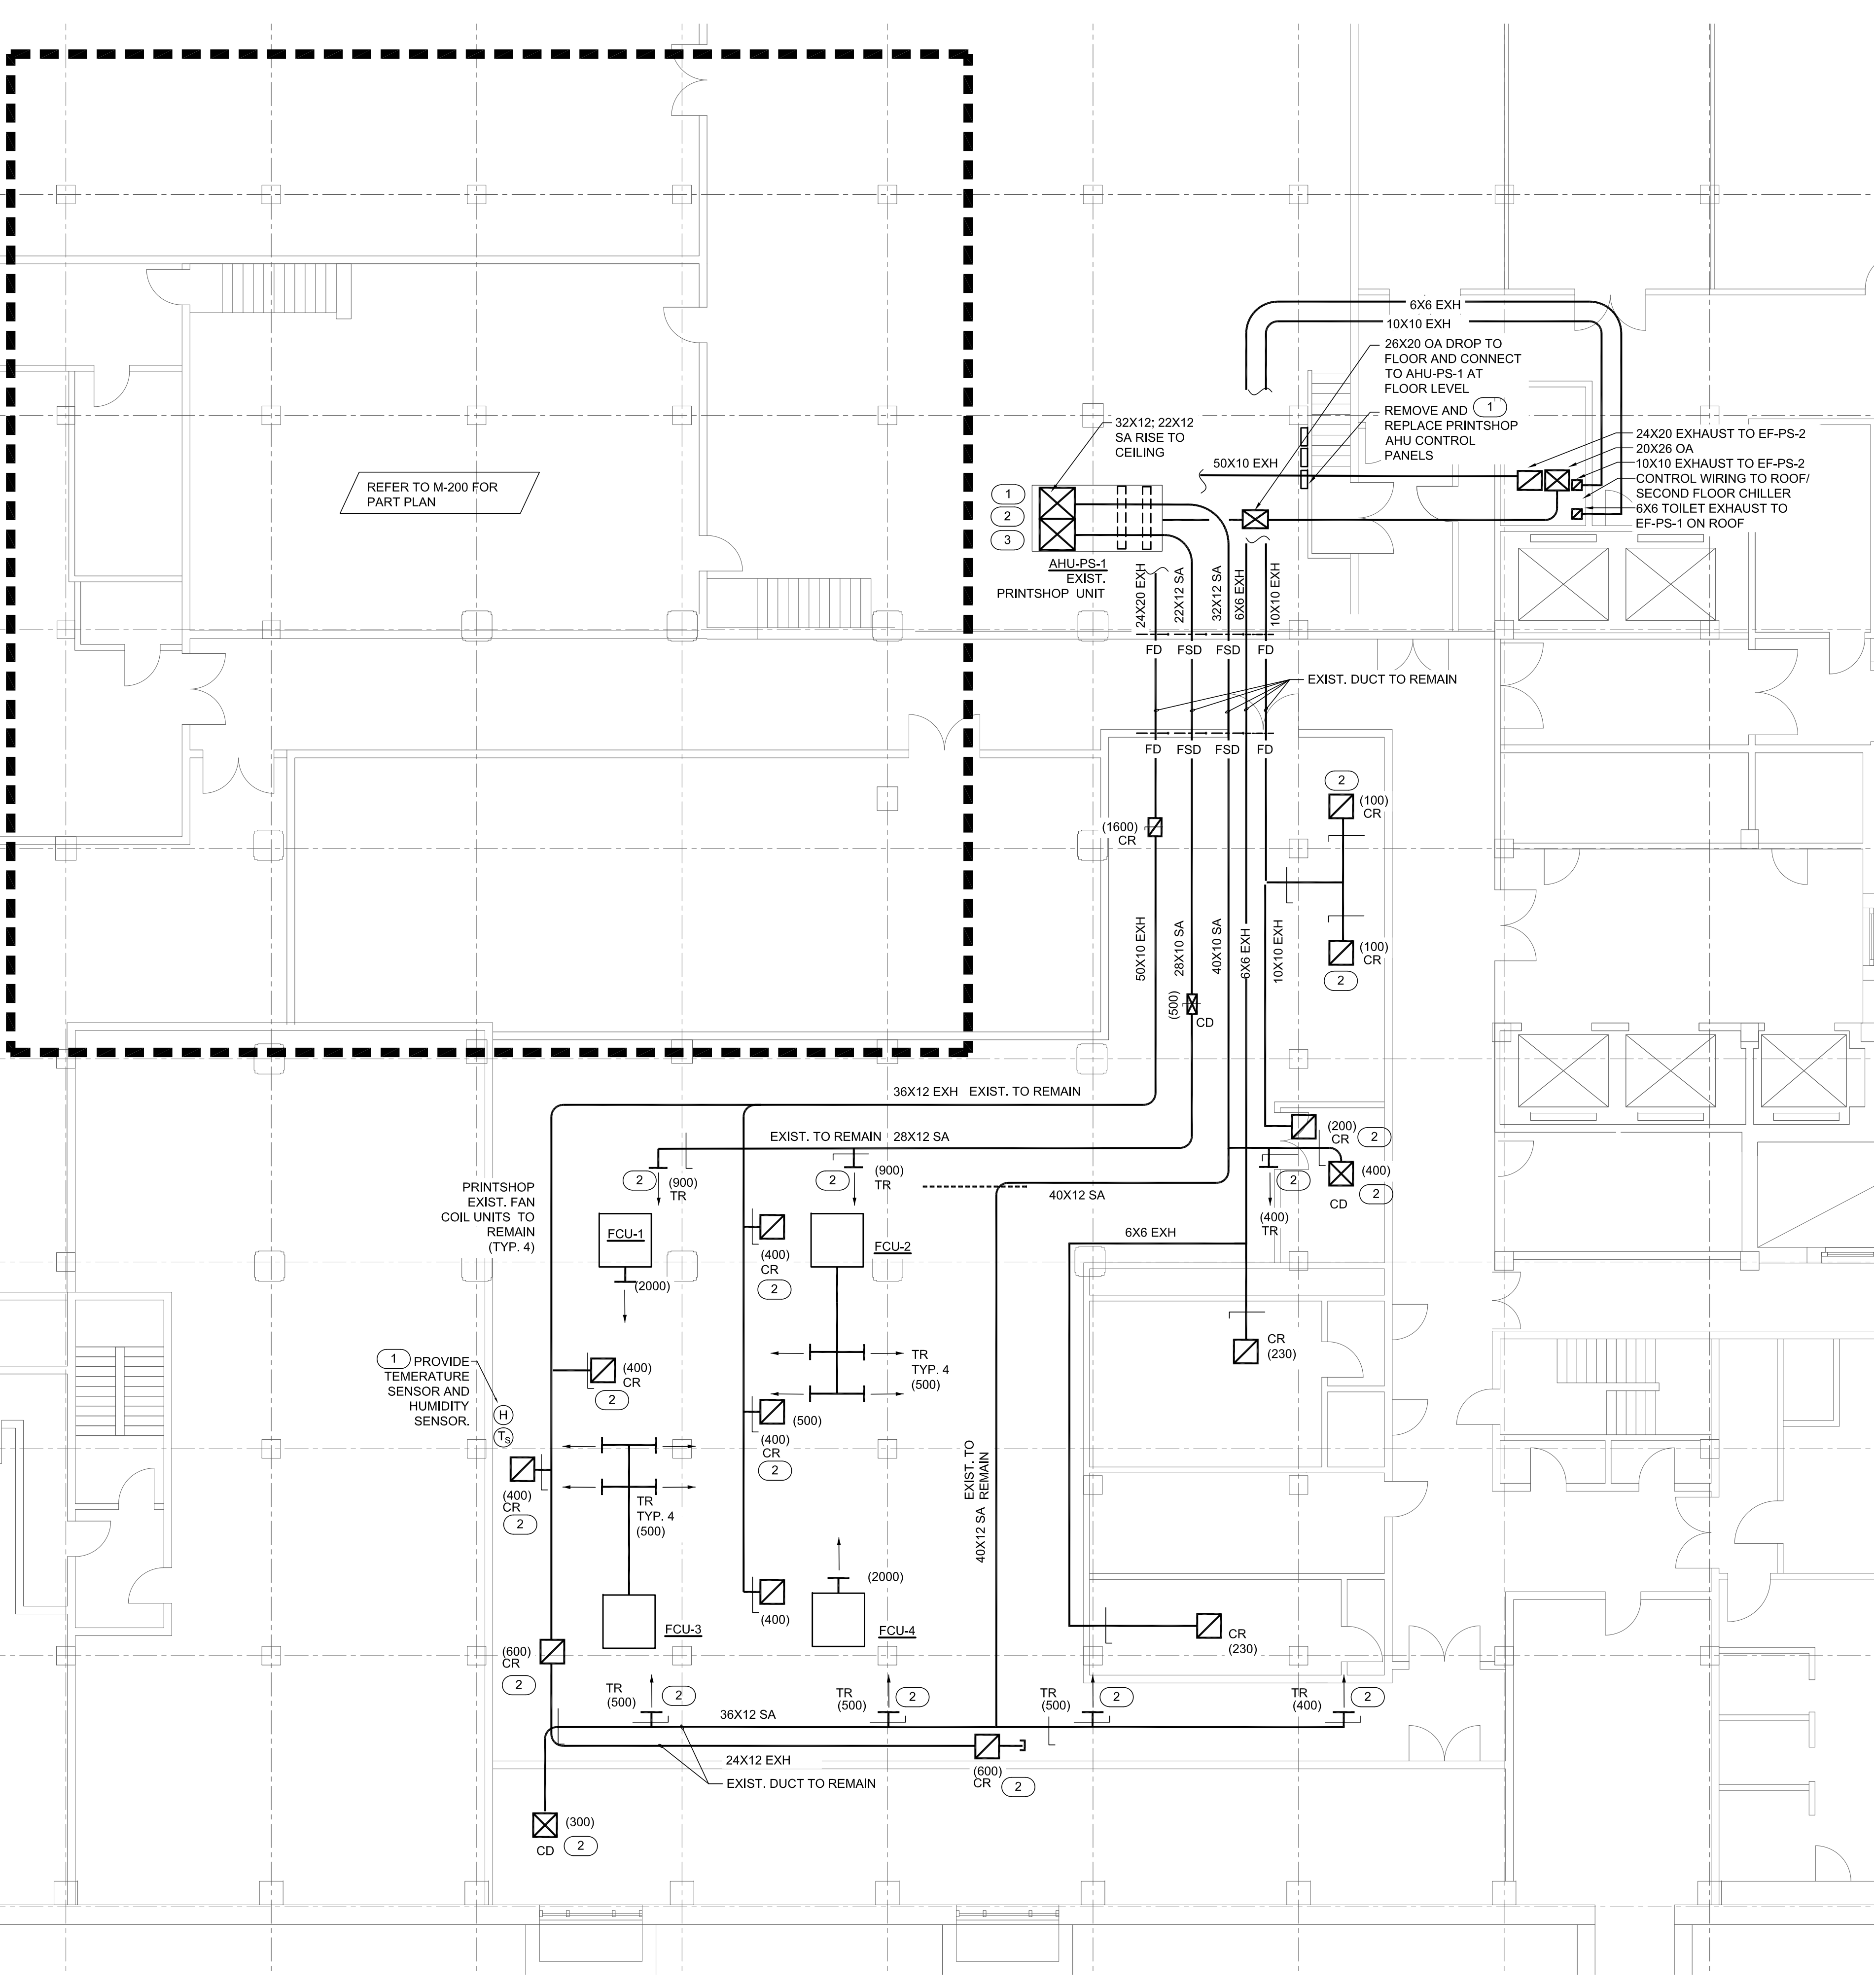 6X6 EXH
10X10 EXH
26X20 OA DROP TO
FLOOR AND CONNECT
TO AHU-PS-1 AT
FLOOR LEVEL
REMOVE AND 1
REPLACE PRINTSHOP
AHU CONTROL
PANELS
24X20 EXHAUST TO EF-PS-2
20X26 OA
10X10 EXHAUST TO EF-PS-2
CONTROL WIRING TO ROOF/
SECOND FLOOR CHILLER
6X6 TOILET EXHAUST TO
EF-PS-1 ON ROOF
32X12; 22X12
SA RISE TO
CEILING
50X10 EXH
REFER TO M-200 FOR
PART PLAN
1
2
3
AHU-PS-1
EXIST.
PRINTSHOP UNIT
24X20 EXH
22X12 SA
32X12 SA
6X6 EXH
10X10 EXH
FD
FSD
FSD
FD
EXIST. DUCT TO REMAIN
FD
FSD
FSD
FD
2
(100)
CR
(1600)
CR
50X10 EXH
28X10 SA
40X10 SA
6X6 EXH
10X10 EXH
(100)
CR
2
(500)
CD
36X12 EXH EXIST. TO REMAIN
EXIST. TO REMAIN 28X12 SA
(200)
CR
2
2
(900)
TR
2
(900)
TR
2
(400)
TR
(400)
2
CD
40X12 SA
PRINTSHOP
EXIST. FAN
COIL UNITS TO
REMAIN
(TYP. 4)
FCU-1
(2000)
(400)
CR
2
FCU-2
6X6 EXH
CR
(230)
1 PROVIDE
TEMERATURE
SENSOR AND
HUMIDITY
SENSOR.
H
TS
(400)
CR
2
TR
TYP. 4
(500)
(500)
(400)
CR
2
(400)
CR
2
TR
TYP. 4
(500)
40X12 SA
EXIST. TO
REMAIN
(2000)
(400)
FCU-3
FCU-4
CR
(230)
(600)
CR
2
TR
(500)
2
TR
(500)
2
TR
(500)
2
TR
(400)
2
36X12 SA
24X12 EXH
EXIST. DUCT TO REMAIN
(600)
CR
2
(300)
CD
2